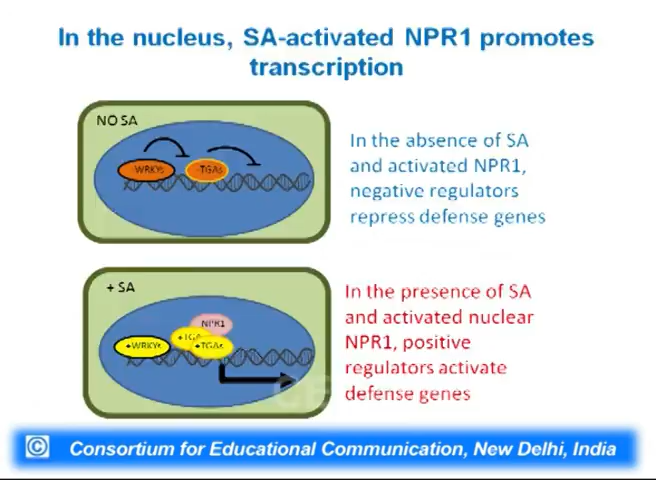 In the nucleus, SA-activated NPR1 promotes
transcription
NO SA
-WRKYs
-TGAs
In the absence of SA
and activated NPR1,
negative regulators
repress defense genes
+ SA
NPR1
+TGA
+WRKYs
+TGAs
In the presence of SA
and activated nuclear
NPR1, positive
regulators activate
defense genes
© Consortium for Educational Communication, New Delhi, India